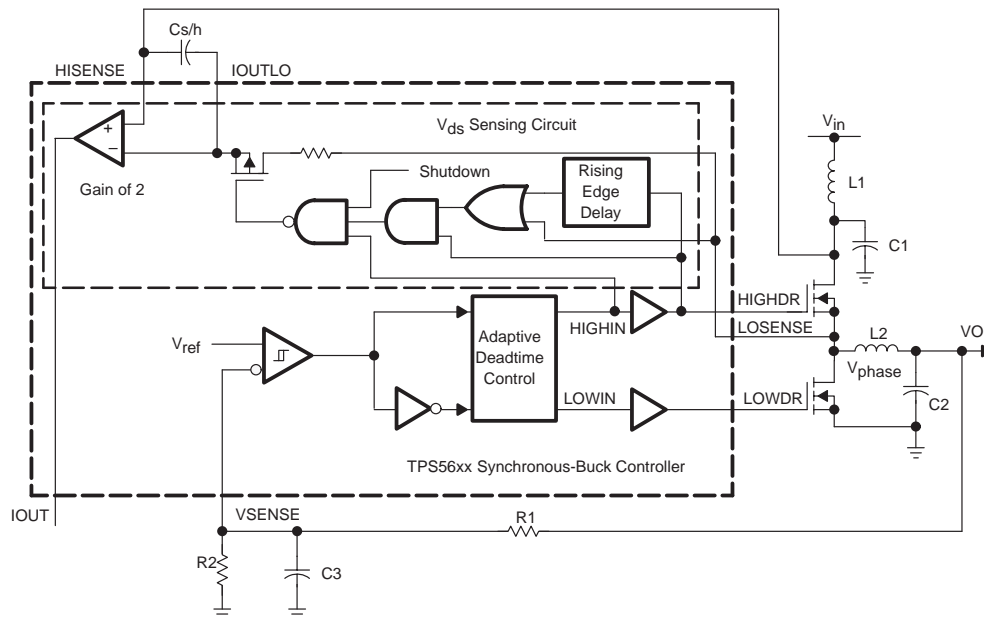 Cs/h
HISENSE
IOUTLO
Vds Sensing Circuit
Vin
+
−
Gain of 2
Shutdown
Rising
Edge
Delay
L1
C1
HIGHDR
HIGHIN
LOSENSE
Vref
Adaptive
Deadtime
Control
L2
VO
Vphase
LOWIN
LOWDR
C2
TPS56xx Synchronous-Buck Controller
IOUT
VSENSE
R1
R2
C3